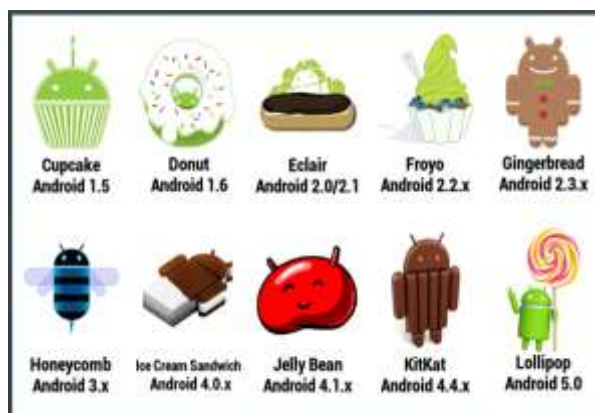 Cupcake
Android 1.5
Donut
Android 1.6
Eclair
Android 2.0/2.1
Froyo
Android 2.2.x
Gingerbread
Android 2.3.x
Honeycomb
Android 3.x
Ice Cream Sandwich
Android 4.0.x
Jelly Bean
Android 4.1.x
KitKat
Android 4.4.x
Lollipop
Android 5.0